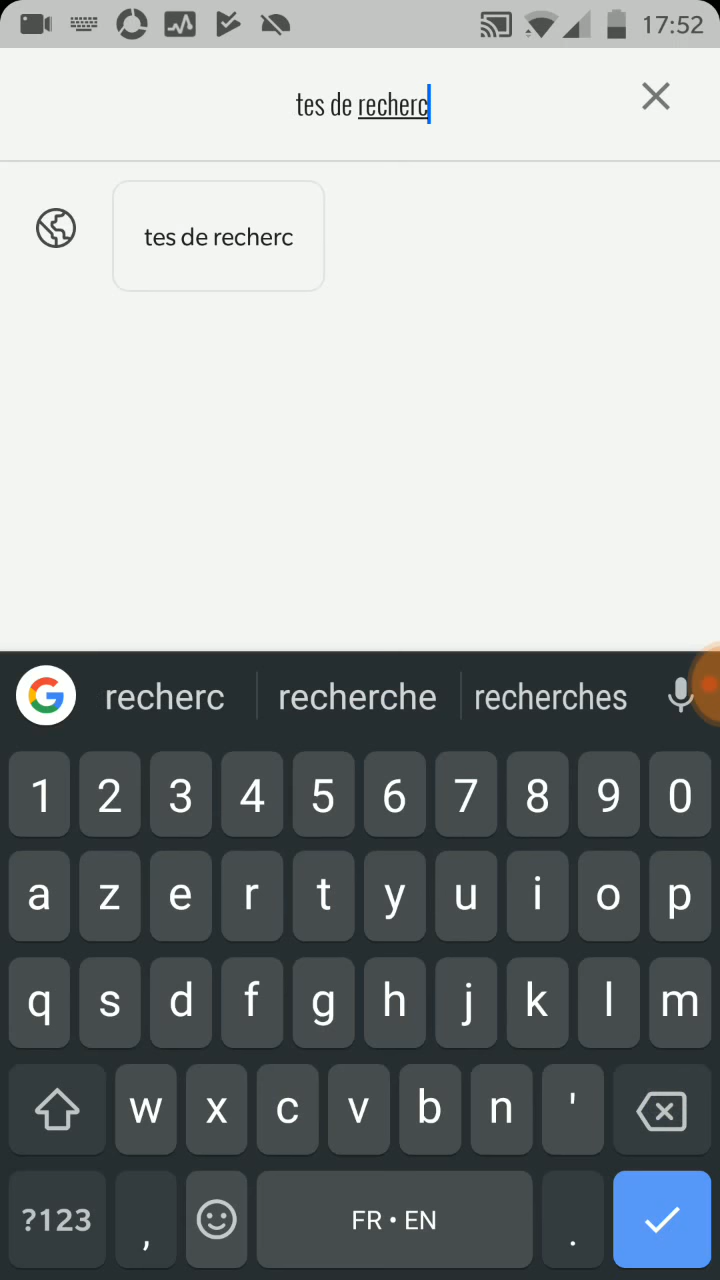 17:52
tes de recherc
tes de recherc
recherc recherche recherches
1 2 3 4 5 6 7 8 9 0
a z e r t y u i o p
q s d f g h j k l m
w x c v b n '
?123 , FR • EN .